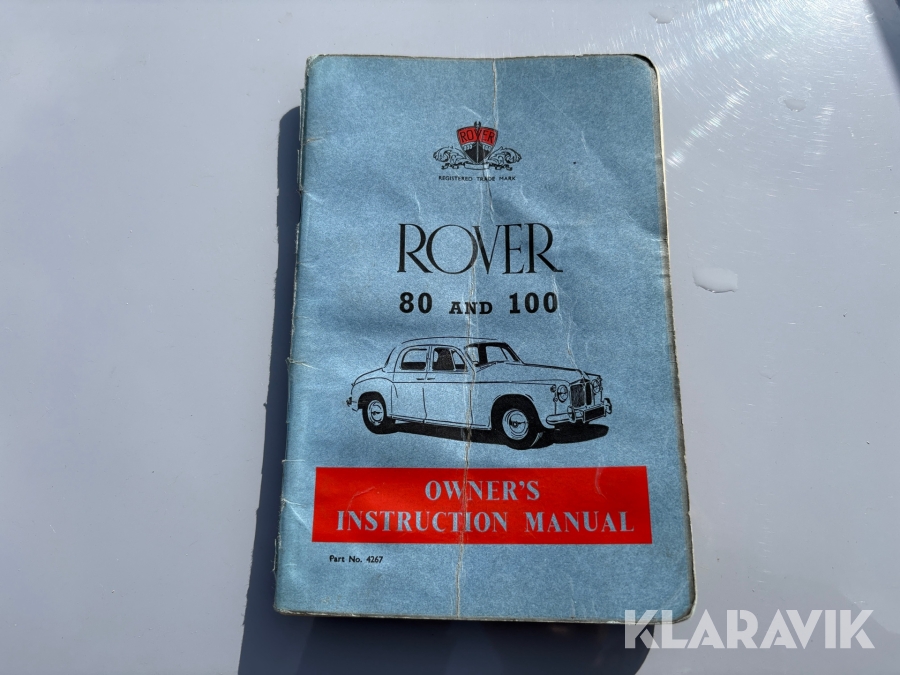 ROVER
REGISTERED TRADE MARK
ROVER
80 AND 100
OWNER'S
INSTRUCTION MANUAL
Part No. 4267
KLARAVIK